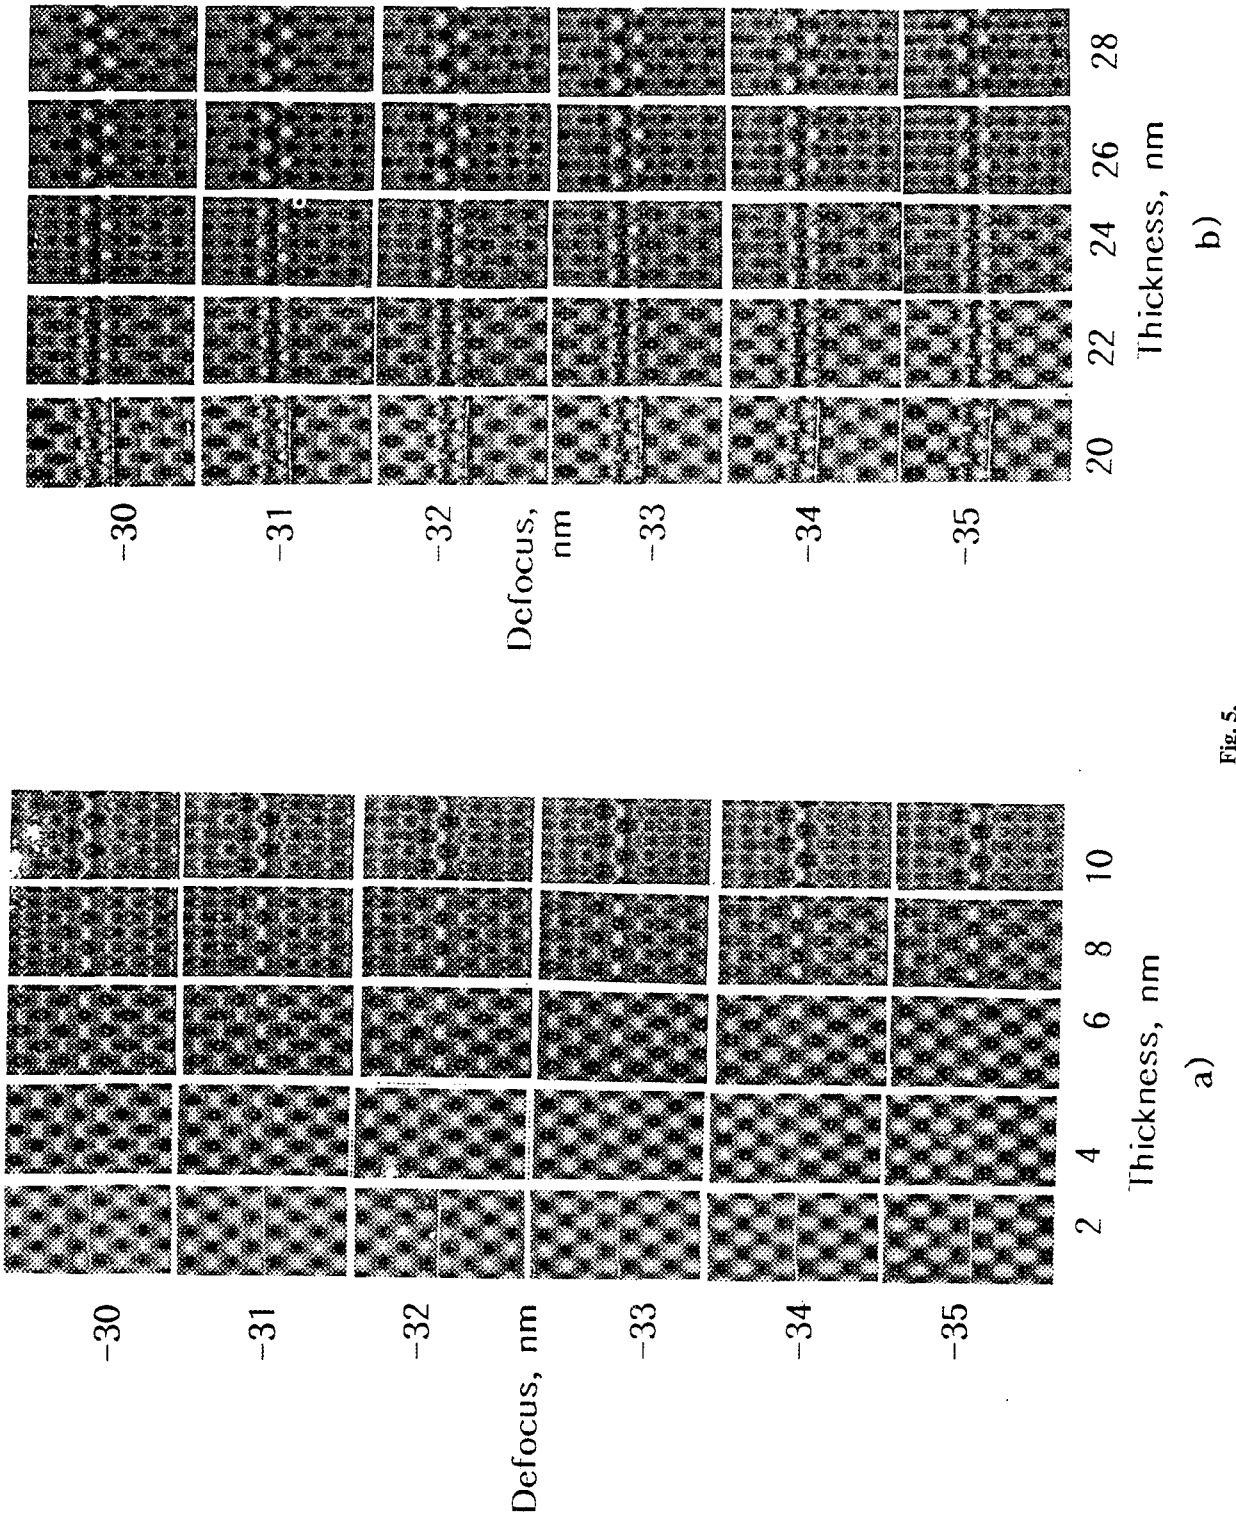 −30
−31
−32
Defocus, nm
−33
−34
−35
2 4 6 8 10
Thickness, nm
a)
−30
−31
−32
Defocus,
nm
−33
−34
−35
20 22 24 26 28
Thickness, nm
b)
Fig. 5.